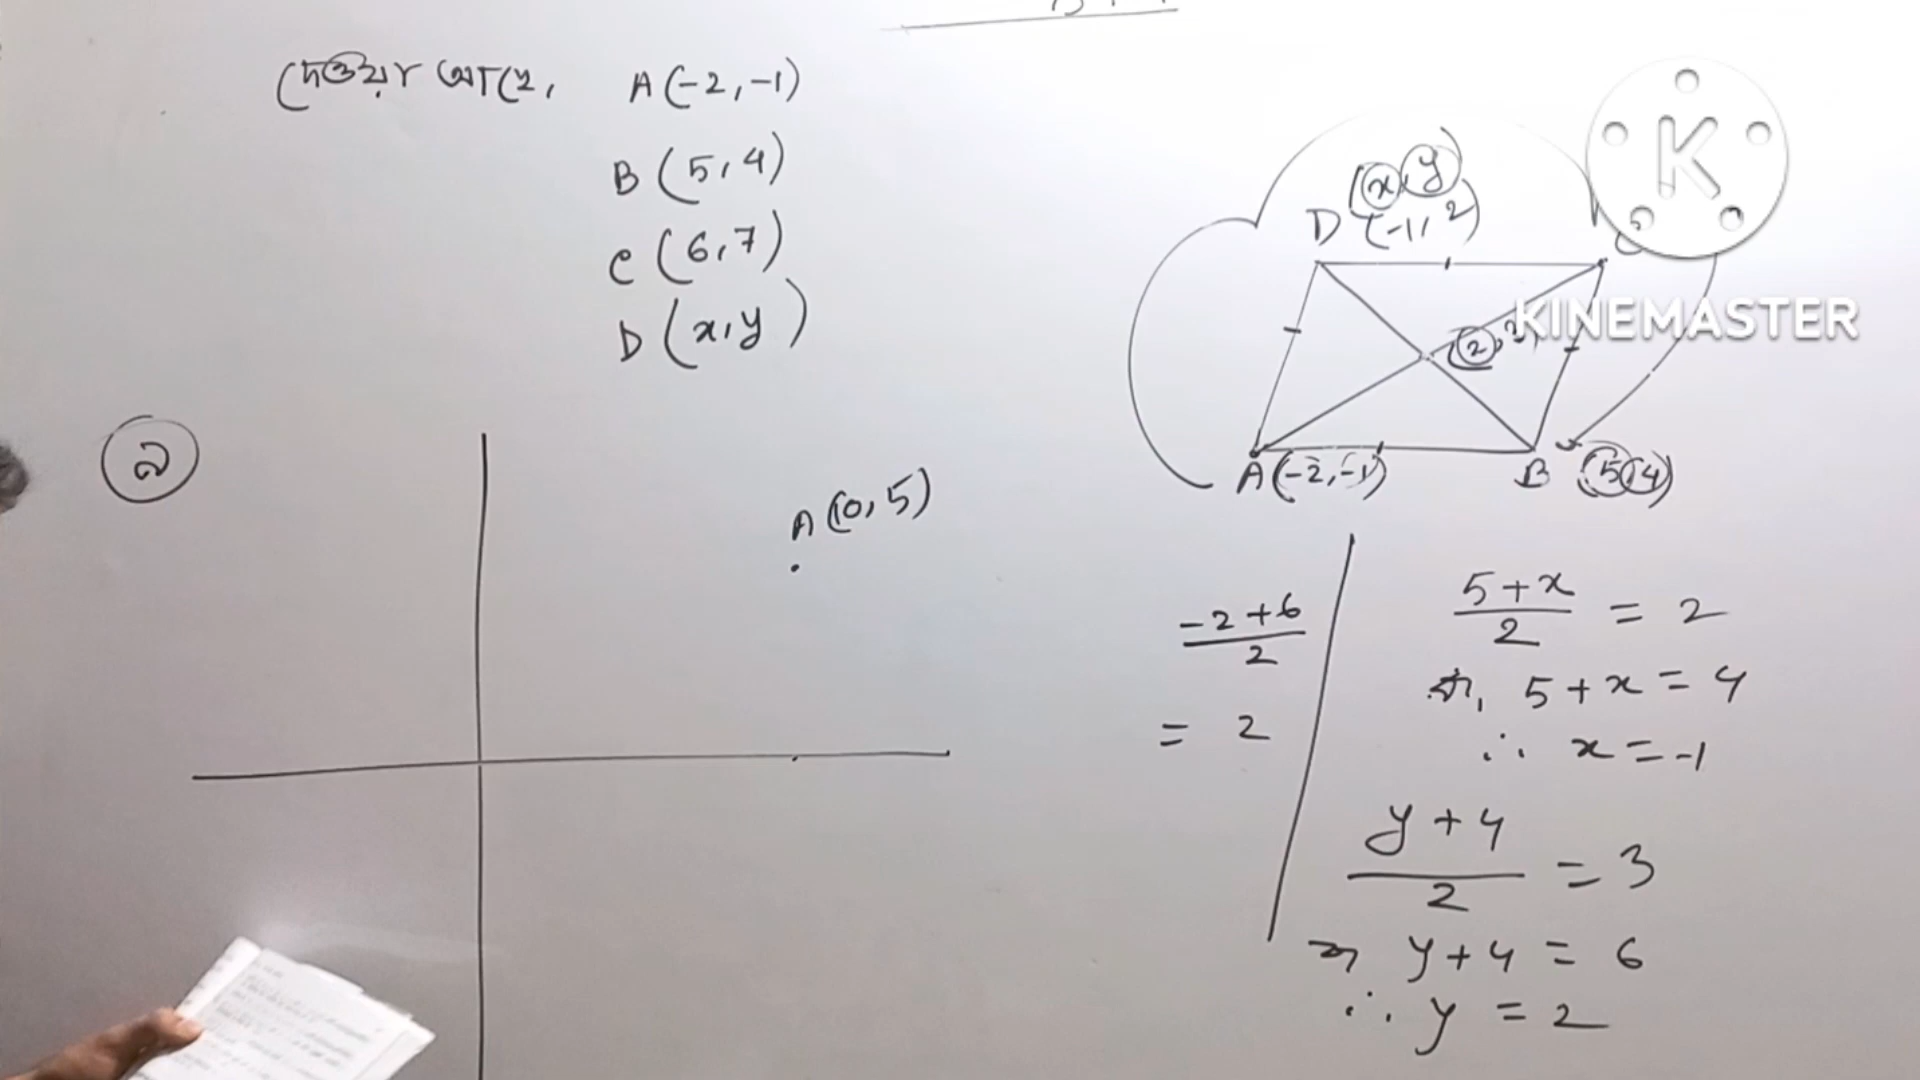 দেওয়া আছে, A(-2, -1)
B (5, 4)
C (6, 7)
D (x, y)
(x, y)
D (-1, 2)
(2, 3)
A (-2, -1)
B (5, 4)
K
KINEMASTER
৯
A (0, 5)
-2 + 6
2
= 2
5 + x
2
= 2
বা, 5 + x = 4
∴ x = -1
y + 4
2
= 3
বা y + 4 = 6
∴ y = 2